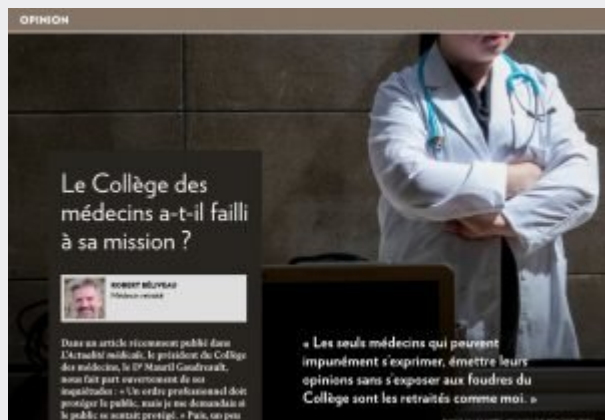 OPINION
Le Collège des
médecins a-t-il failli
à sa mission ?
ROBERT BÉLIVEAU
Médecin retraité
Dans un article récemment publié dans
L'Actualité médicale, le président du Collège
des médecins, le Dr Mauril Gaudreault,
nous fait part ouvertement de ses
inquiétudes : « Un ordre professionnel doit
protéger le public, mais je me demandais si
le public se sentait protégé. » Puis, un peu
« Les seuls médecins qui peuvent
impunément s'exprimer, émettre leurs
opinions sans s'exposer aux foudres du
Collège sont les retraités comme moi. »